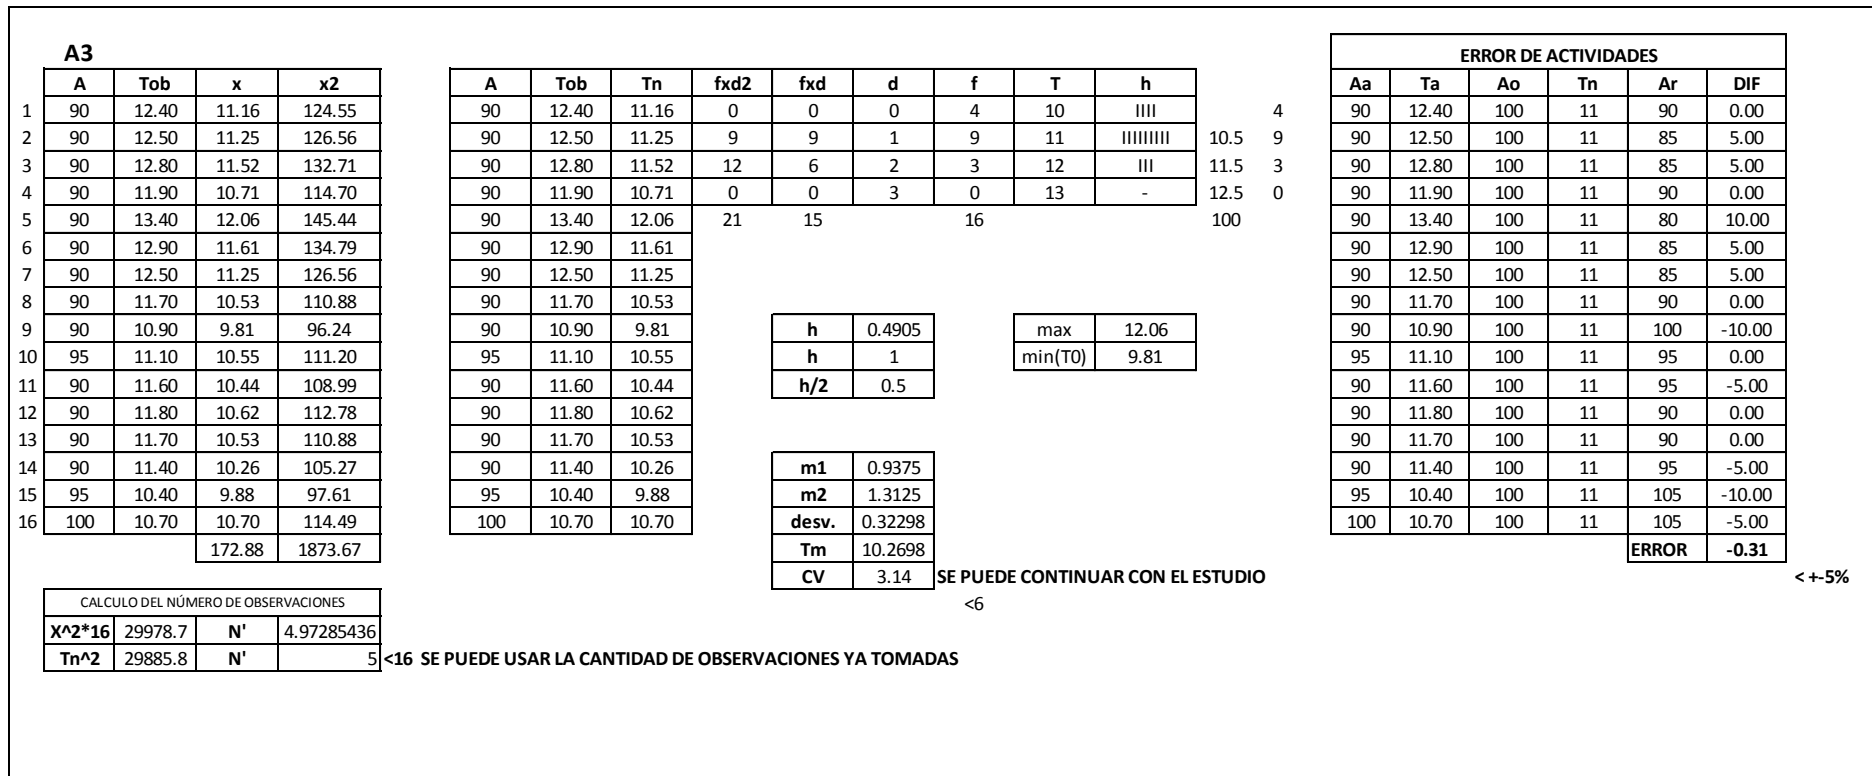 A3
ERROR DE ACTIVIDADES
A Tob x x2 A Tob Tn fxd2 fxd d f T h Aa Ta Ao Tn Ar DIF
1 90 12.40 11.16 124.55 90 12.40 11.16 0 0 0 4 10 IIII 4 90 12.40 100 11 90 0.00
2 90 12.50 11.25 126.56 90 12.50 11.25 9 9 1 9 11 IIIIIIIII 10.5 9 90 12.50 100 11 85 5.00
3 90 12.80 11.52 132.71 90 12.80 11.52 12 6 2 3 12 III 11.5 3 90 12.80 100 11 85 5.00
4 90 11.90 10.71 114.70 90 11.90 10.71 0 0 3 0 13 - 12.5 0 90 11.90 100 11 90 0.00
5 90 13.40 12.06 145.44 90 13.40 12.06 21 15 16 100 90 13.40 100 11 80 10.00
6 90 12.90 11.61 134.79 90 12.90 11.61 90 12.90 100 11 85 5.00
7 90 12.50 11.25 126.56 90 12.50 11.25 90 12.50 100 11 85 5.00
8 90 11.70 10.53 110.88 90 11.70 10.53 90 11.70 100 11 90 0.00
9 90 10.90 9.81 96.24 90 10.90 9.81 h 0.4905 max 12.06 90 10.90 100 11 100 -10.00
10 95 11.10 10.55 111.20 95 11.10 10.55 h 1 min(T0) 9.81 95 11.10 100 11 95 0.00
11 90 11.60 10.44 108.99 90 11.60 10.44 h/2 0.5 90 11.60 100 11 95 -5.00
12 90 11.80 10.62 112.78 90 11.80 10.62 90 11.80 100 11 90 0.00
13 90 11.70 10.53 110.88 90 11.70 10.53 90 11.70 100 11 90 0.00
14 90 11.40 10.26 105.27 90 11.40 10.26 m1 0.9375 90 11.40 100 11 95 -5.00
15 95 10.40 9.88 97.61 95 10.40 9.88 m2 1.3125 95 10.40 100 11 105 -10.00
16 100 10.70 10.70 114.49 100 10.70 10.70 desv. 0.32298 100 10.70 100 11 105 -5.00
172.88 1873.67 Tm 10.2698 ERROR -0.31
CV 3.14 SE PUEDE CONTINUAR CON EL ESTUDIO < +-5%
CALCULO DEL NÚMERO DE OBSERVACIONES <6
X^2*16 29978.7 N' 4.97285436
Tn^2 29885.8 N' 5 <16 SE PUEDE USAR LA CANTIDAD DE OBSERVACIONES YA TOMADAS